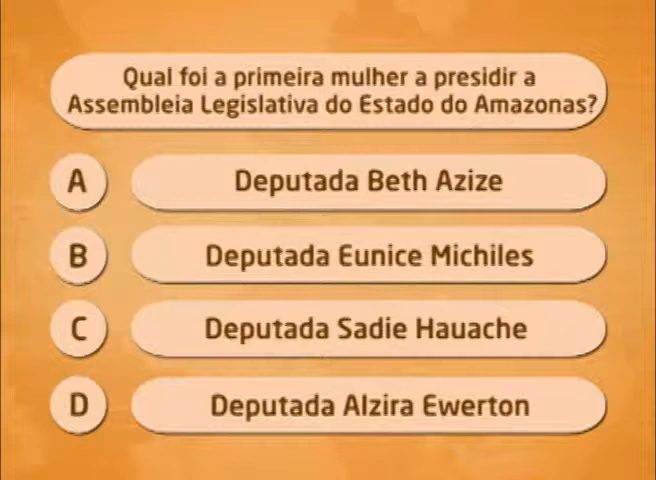 Qual foi a primeira mulher a presidir a
Assembleia Legislativa do Estado do Amazonas?
A Deputada Beth Azize
B Deputada Eunice Michiles
C Deputada Sadie Hauache
D Deputada Alzira Ewerton